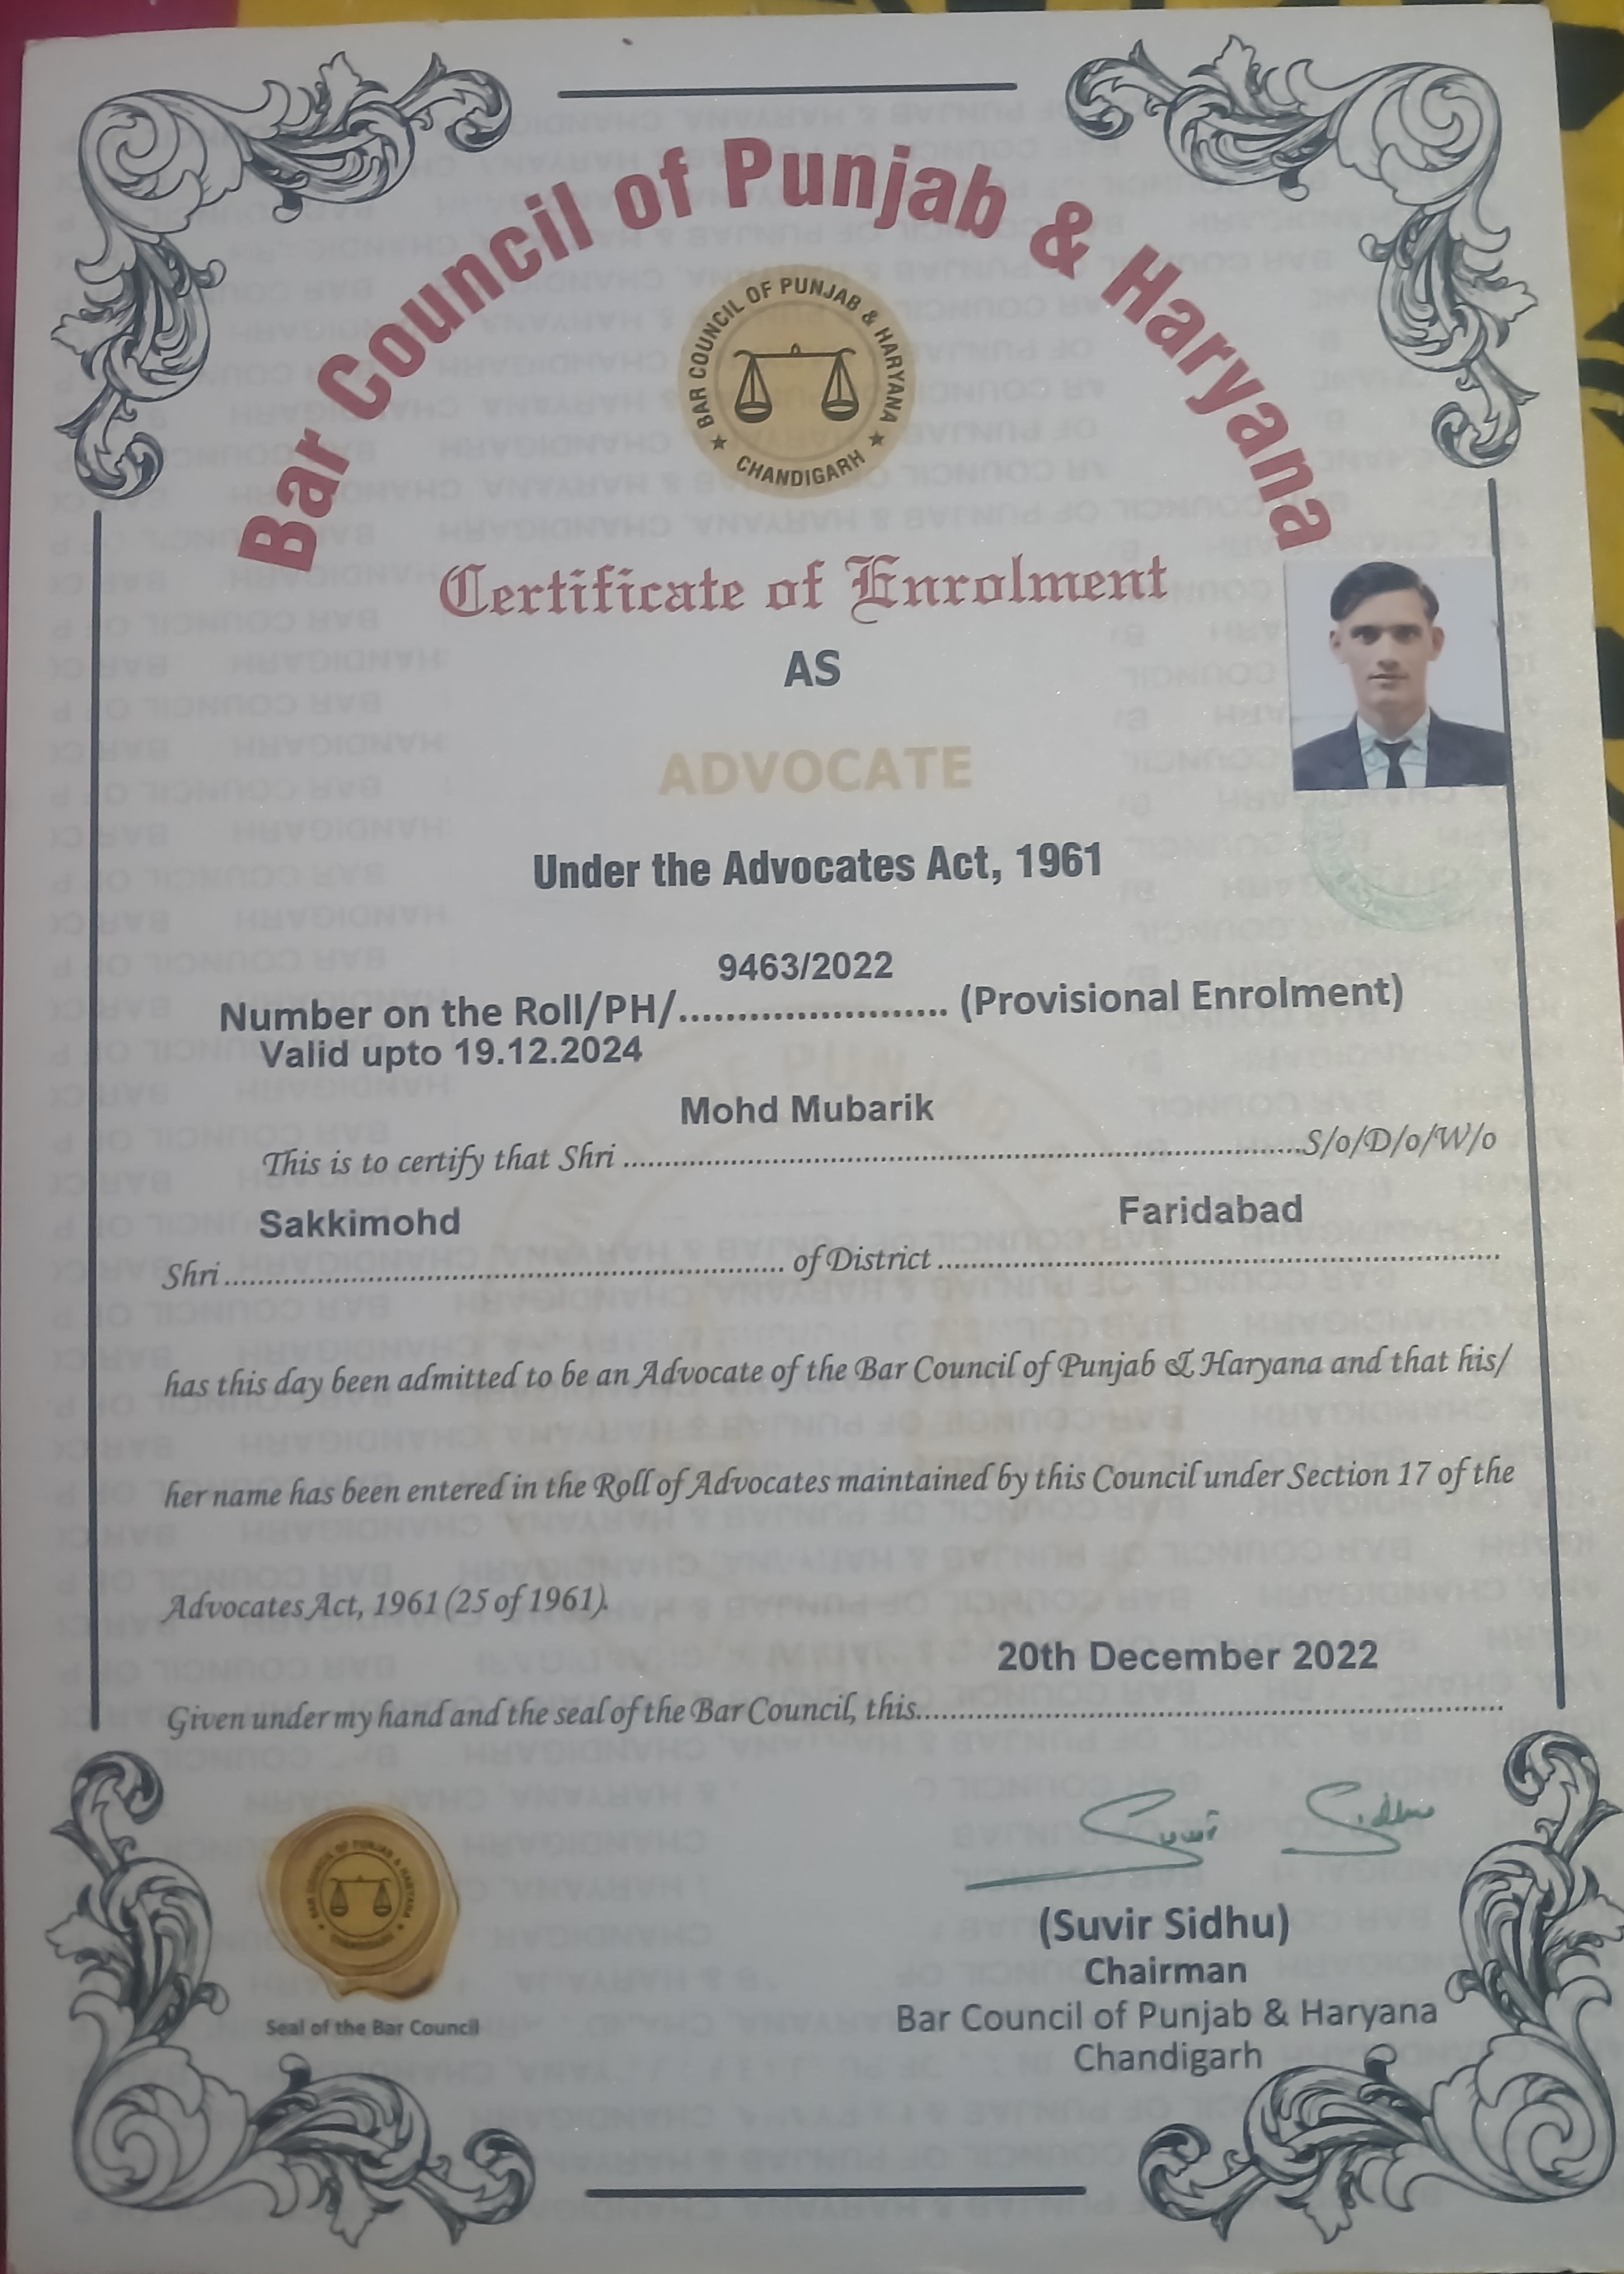 Bar Council of Punjab & Haryana
BAR COUNCIL OF PUNJAB & HARYANA
CHANDIGARH
Certificate of Enrolment
AS
ADVOCATE
Under the Advocates Act, 1961
9463/2022
Number on the Roll/PH/........................ (Provisional Enrolment)
Valid upto 19.12.2024
Mohd Mubarik
This is to certify that Shri ....................................................................................S/o/D/o/W/o
Sakkimohd Faridabad
Shri...................................................................... of District......................................................................
has this day been admitted to be an Advocate of the Bar Council of Punjab & Haryana and that his/
her name has been entered in the Roll of Advocates maintained by this Council under Section 17 of the
Advocates Act, 1961 (25 of 1961).
20th December 2022
Given under my hand and the seal of the Bar Council, this......................................................................
Suvir Sidhu
(Suvir Sidhu)
Chairman
Bar Council of Punjab & Haryana
Chandigarh
BAR COUNCIL OF PUNJAB & HARYANA
CHANDIGARH
Seal of the Bar Council